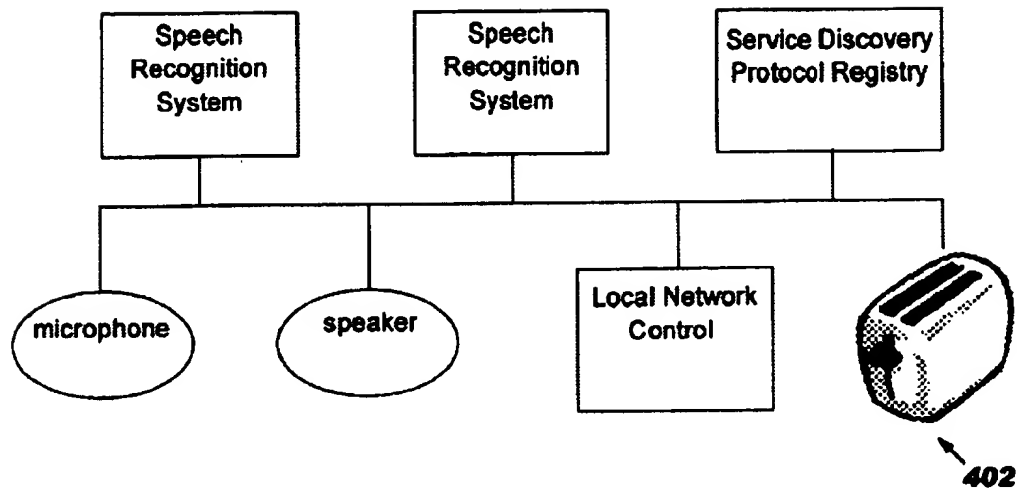 Speech
Recognition
System
Speech
Recognition
System
Service Discovery
Protocol Registry
microphone
speaker
Local Network
Control
402